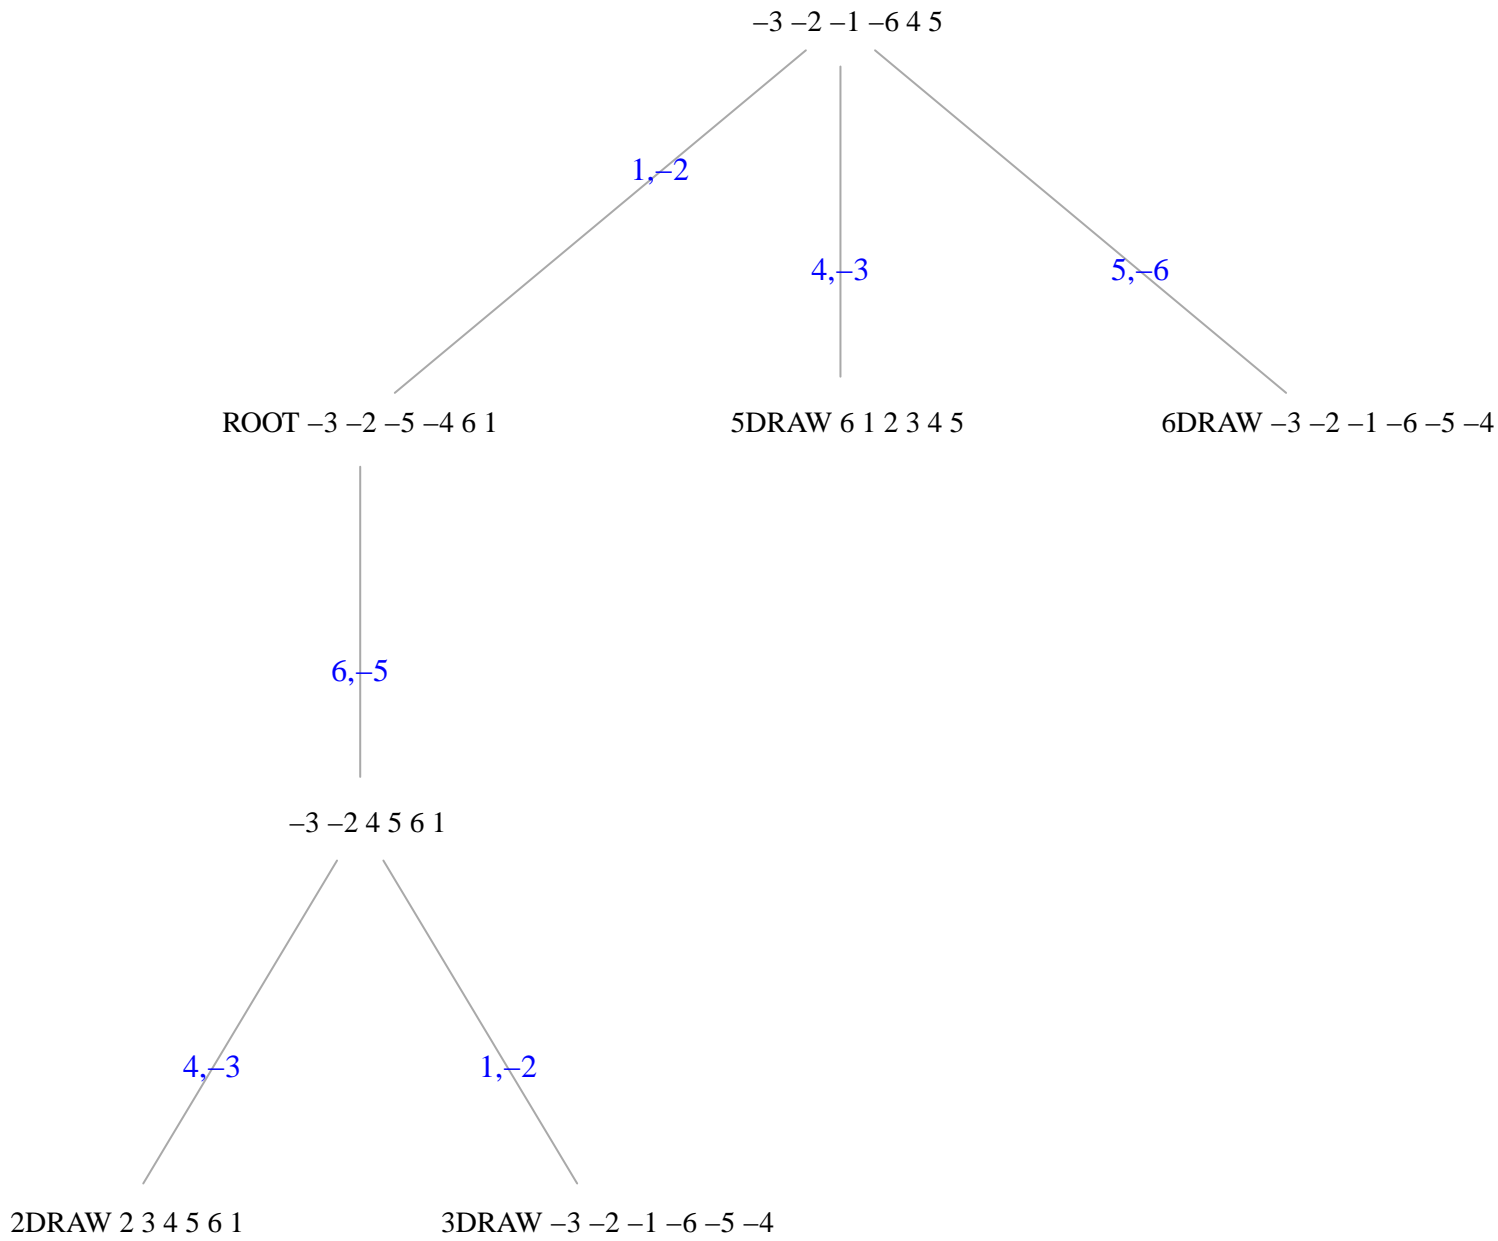 –3 –2 –1 –6 4 5
1,–2
4,–3
5,–6
ROOT –3 –2 –5 –4 6 1
5DRAW 6 1 2 3 4 5
6DRAW –3 –2 –1 –6 –5 –4
6,–5
–3 –2 4 5 6 1
4,–3
1,–2
2DRAW 2 3 4 5 6 1
3DRAW –3 –2 –1 –6 –5 –4